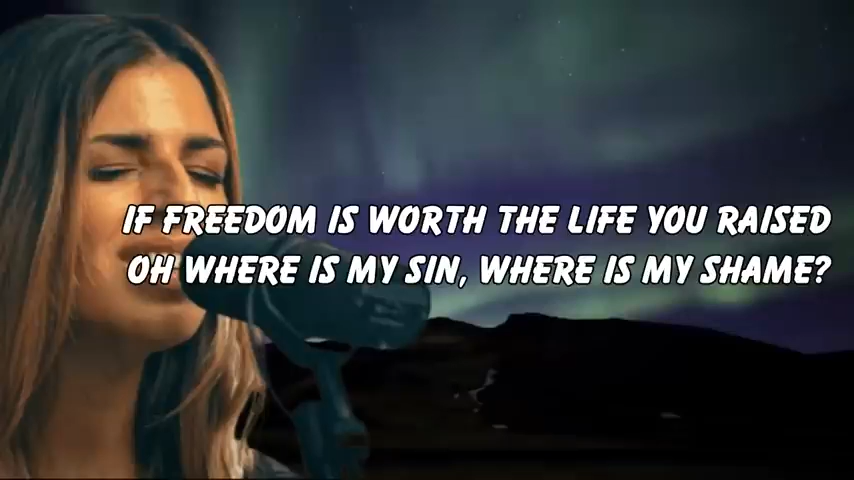 IF FREEDOM IS WORTH THE LIFE YOU RAISED
OH WHERE IS MY SIN, WHERE IS MY SHAME?